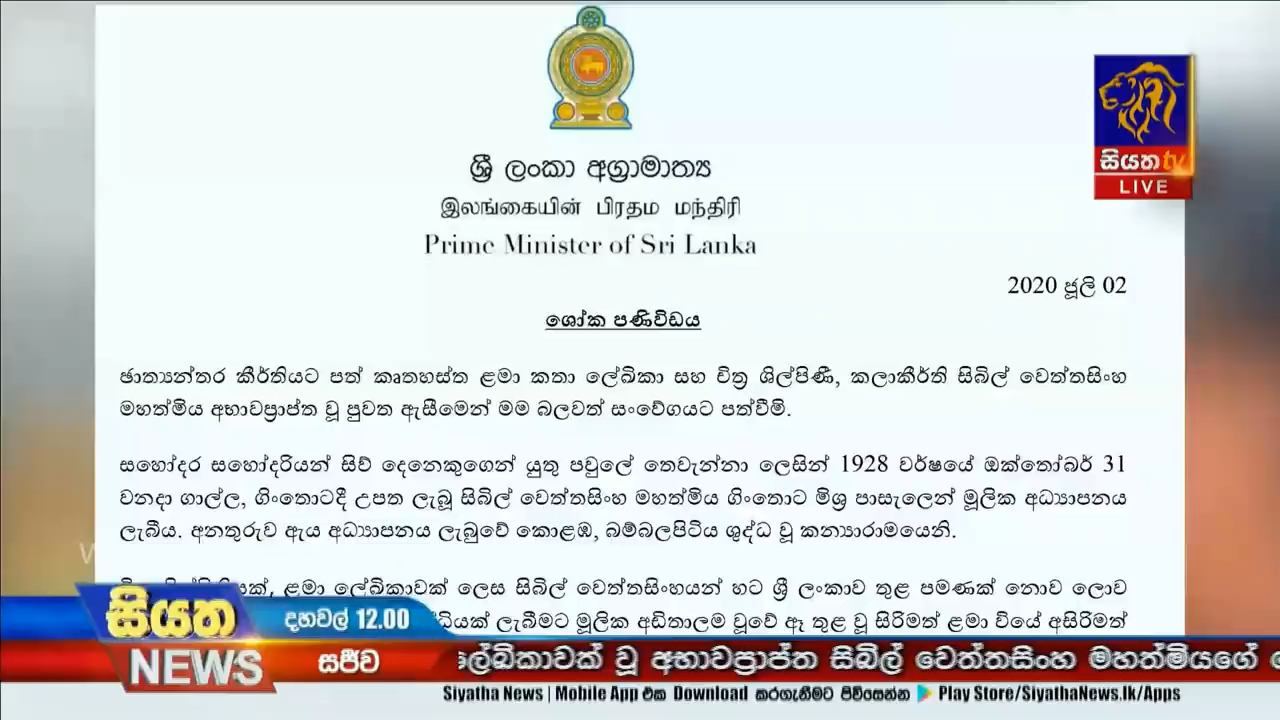 ශ්‍රී ලංකා අග්‍රාමාත්‍ය
இலங்கையின் பிரதம மந்திரி
Prime Minister of Sri Lanka
සියත tv
LIVE
2020 ජූලි 02
ශෝක පණිවිඩය
ජාත්‍යන්තර කීර්තියට පත් කෘතහස්ත ළමා කතා ලේඛිකා සහ චිත්‍ර ශිල්පිණී, කලාකීර්ති සිබිල් වෙත්තසිංහ
මහත්මිය අභාවප්‍රාප්ත වූ පුවත ඇසීමෙන් මම බලවත් සංවේගයට පත්වීමි.
සහෝදර සහෝදරියන් සිව් දෙනෙකුගෙන් යුතු පවුලේ තෙවැන්නා ලෙසින් 1928 වර්ෂයේ ඔක්තෝබර් 31
වනදා ගාල්ල, ගිංතොටදී උපත ලැබූ සිබිල් වෙත්තසිංහ මහත්මිය ගිංතොට මිශ්‍ර පාසැලෙන් මූලික අධ්‍යාපනය
ලැබීය. අනතුරුව ඇය අධ්‍යාපනය ලැබුවේ කොළඹ, බම්බලපිටිය ශුද්ධ වූ කන්‍යාරාමයෙනි.
ළමා ලේඛිකාවක් ලෙස සිබිල් වෙත්තසිංහයන් හට ශ්‍රී ලංකාව තුළ පමණක් නොව ලොව
ලැබීමට මූලික අඩිතාලම වූවේ ඈ තුළ වූ සිරිමත් ළමා වියේ අසිරිමත්
සියත
NEWS
දහවල් 12.00
සජීව
ලේඛිකාවක් වූ අභාවප්‍රාප්ත සිබිල් වෙත්තසිංහ මහත්මියගේ
Siyatha News | Mobile App එක Download කරගැනීමට පිවිසෙන්න Play Store/SiyathaNews.lk/Apps